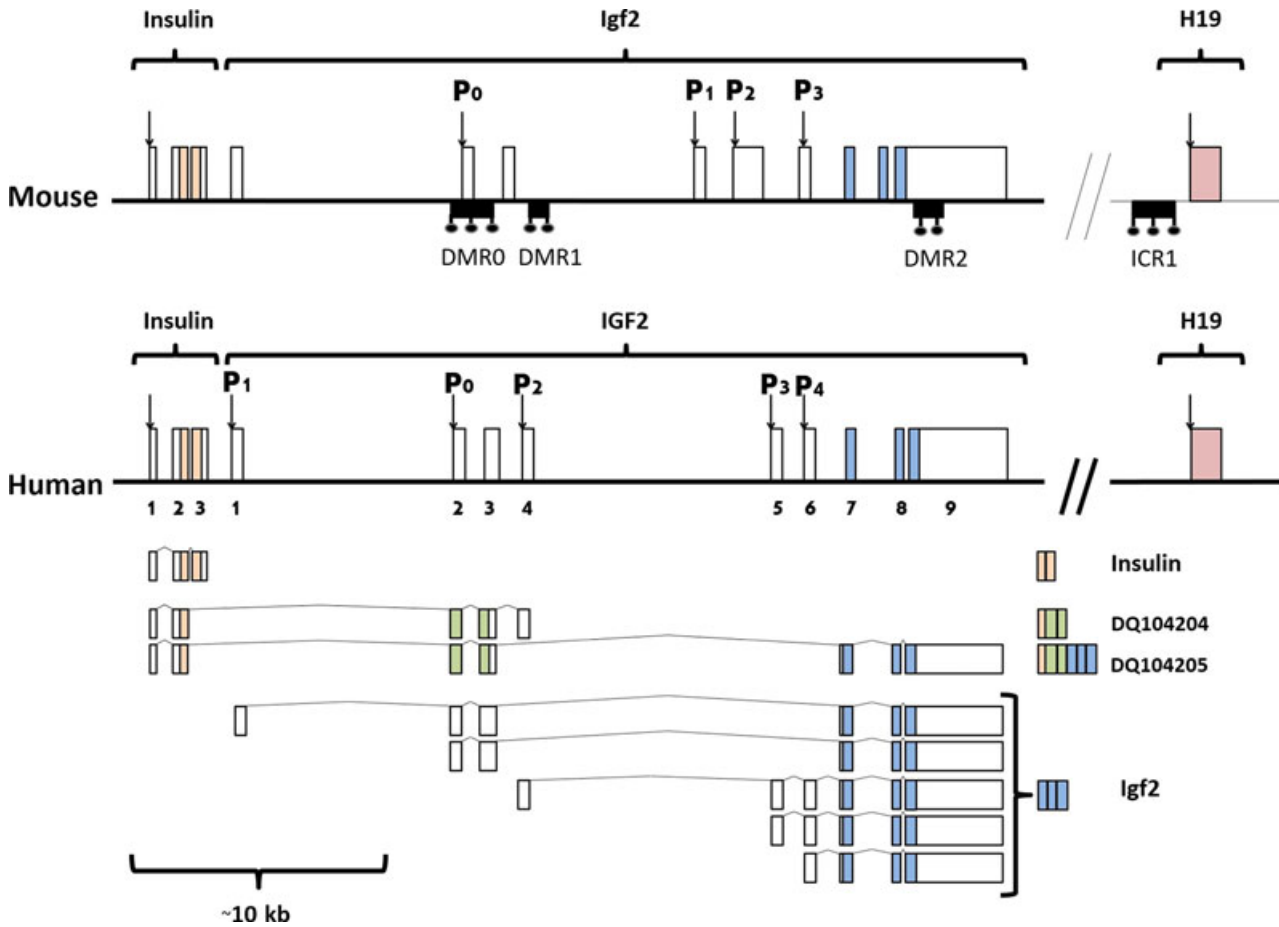 Insulin Igf2 H19
P0 P1 P2 P3
Mouse
DMR0 DMR1 DMR2 ICR1
Insulin IGF2 H19
P1 P0 P2 P3 P4
Human
1 2 3 1 2 3 4 5 6 7 8 9
Insulin
DQ104204
DQ104205
Igf2
~10 kb